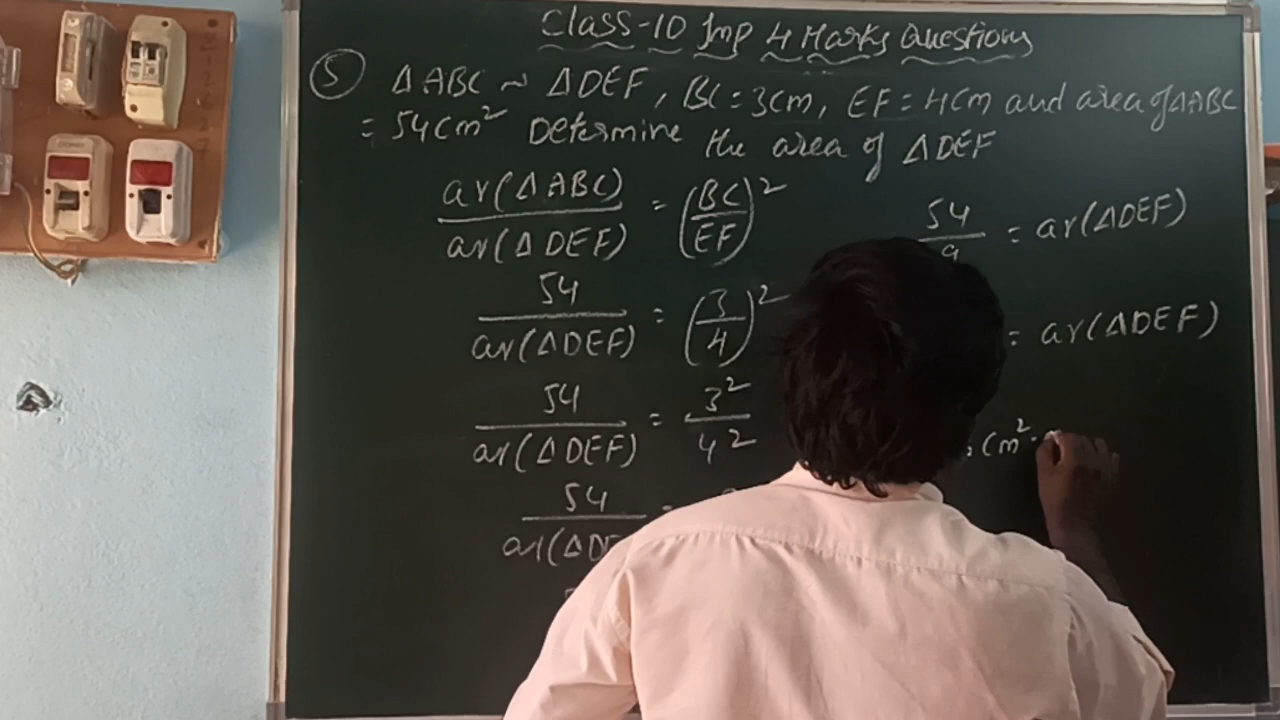 Class-10 Imp 4 Marks Questions
5 ΔABC ~ ΔDEF, BC = 3cm, EF = 4cm and area of ΔABC
= 54cm² Determine the area of ΔDEF
ar(ΔABC)/ar(ΔDEF) = (BC/EF)²
54/ar(ΔDEF) = (3/4)²
54/ar(ΔDEF) = 3²/4²
54/ar(ΔDE =
54/9 = ar(ΔDEF)
= ar(ΔDEF)
cm²